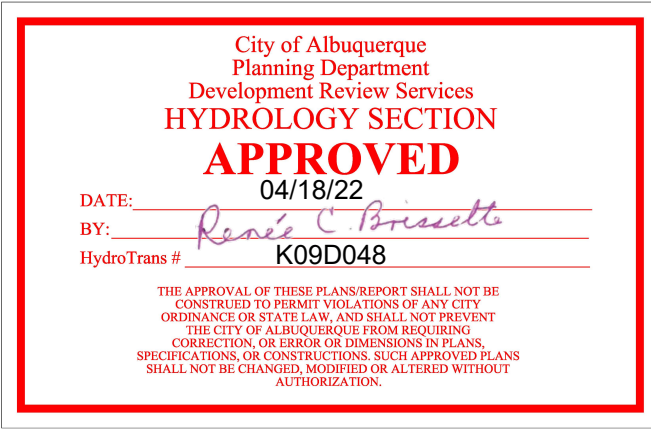 City of Albuquerque
Planning Department
Development Review Services
HYDROLOGY SECTION
APPROVED
DATE: 04/18/22
BY: Renée C. Brissette
HydroTrans # K09D048
THE APPROVAL OF THESE PLANS/REPORT SHALL NOT BE
CONSTRUED TO PERMIT VIOLATIONS OF ANY CITY
ORDINANCE OR STATE LAW, AND SHALL NOT PREVENT
THE CITY OF ALBUQUERQUE FROM REQUIRING
CORRECTION, OR ERROR OR DIMENSIONS IN PLANS,
SPECIFICATIONS, OR CONSTRUCTIONS. SUCH APPROVED PLANS
SHALL NOT BE CHANGED, MODIFIED OR ALTERED WITHOUT
AUTHORIZATION.